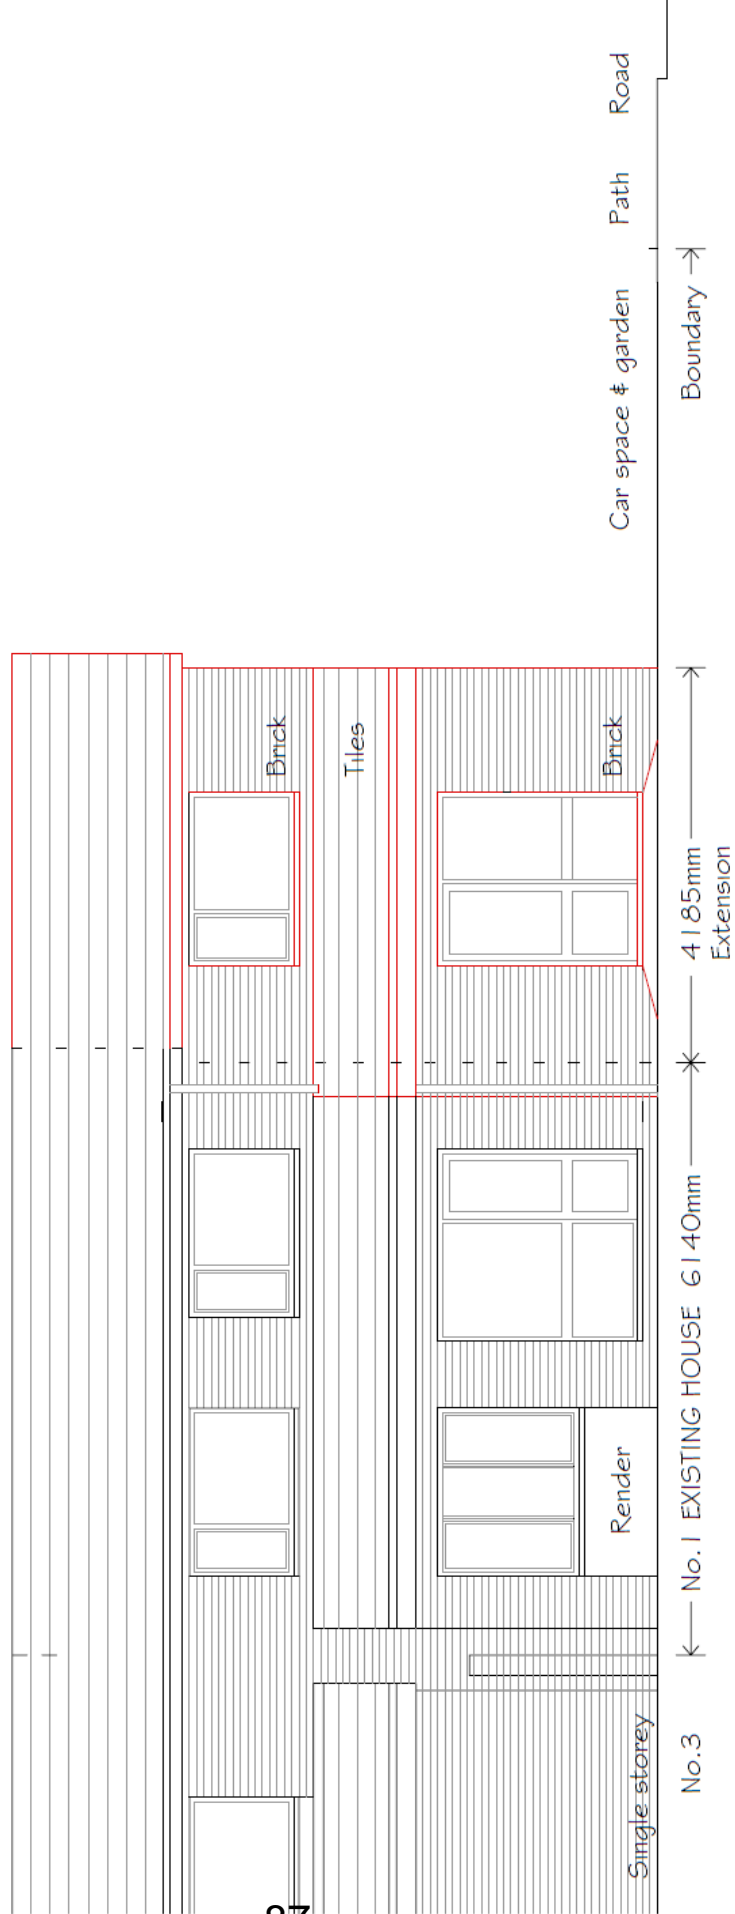 Brick
Tiles
Brick
Render
Single storey
Car space & garden
Path
Road
No.3
No.1 EXISTING HOUSE 6140mm
4185mm
Extension
Boundary